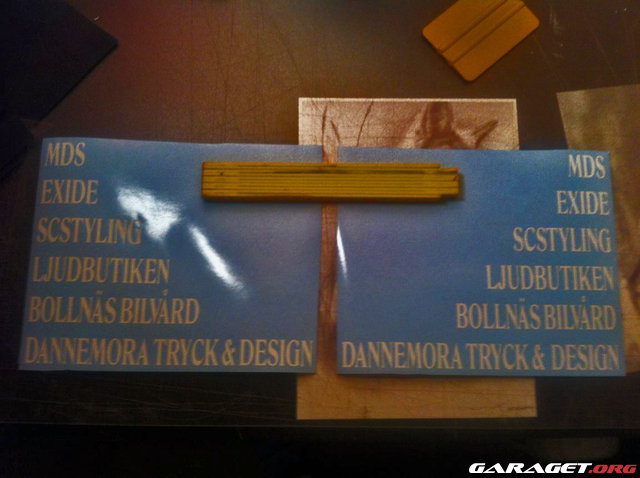 MDS
EXIDE
SCSTYLING
LJUDBUTIKEN
BOLLNÄS BILVÅRD
DANNEMORA TRYCK & DESIGN
MDS
EXIDE
SCSTYLING
LJUDBUTIKEN
BOLLNÄS BILVÅRD
DANNEMORA TRYCK & DESIGN
GARAGET.ORG